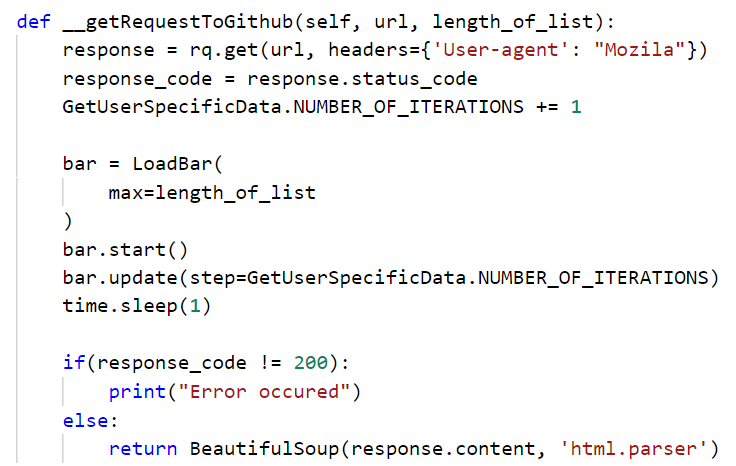 def __getRequestToGithub(self, url, length_of_list):
    response = rq.get(url, headers={'User-agent': "Mozila"})
    response_code = response.status_code
    GetUserSpecificData.NUMBER_OF_ITERATIONS += 1
    bar = LoadBar(
        max=length_of_list
    )
    bar.start()
    bar.update(step=GetUserSpecificData.NUMBER_OF_ITERATIONS)
    time.sleep(1)
    if(response_code != 200):
        print("Error occured")
    else:
        return BeautifulSoup(response.content, 'html.parser')